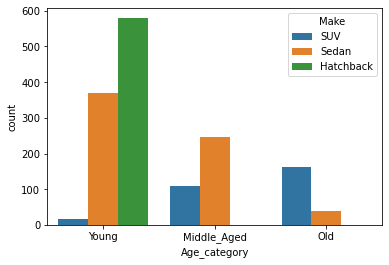 600
500
400
300
200
100
0
count
Young
Middle_Aged
Old
Age_category
Make
SUV
Sedan
Hatchback